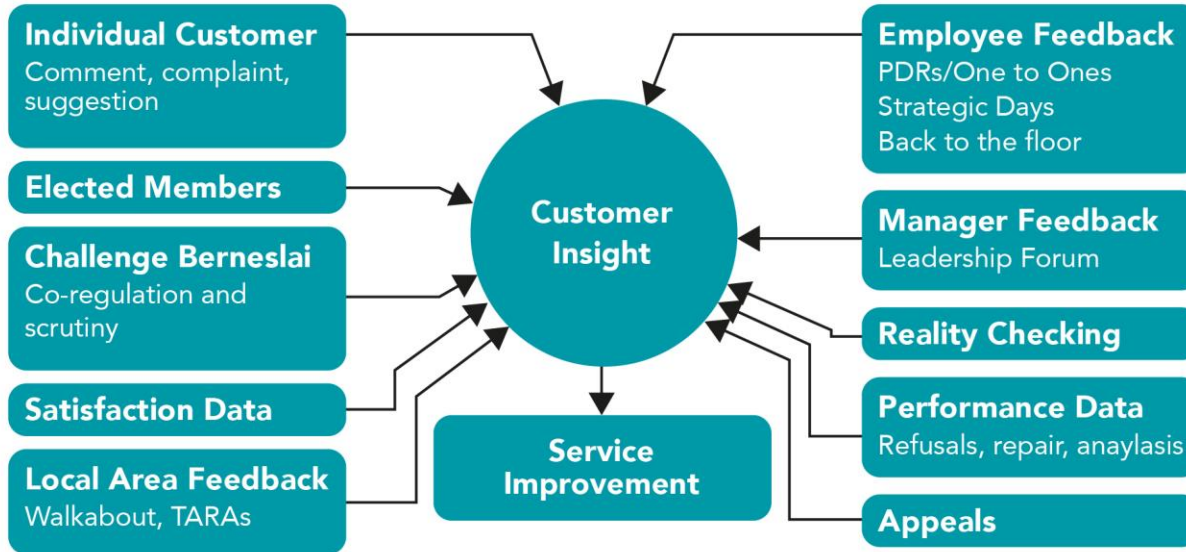 Individual Customer
Comment, complaint,
suggestion
Elected Members
Challenge Berneslai
Co-regulation and
scrutiny
Satisfaction Data
Local Area Feedback
Walkabout, TARAs
Customer
Insight
Service
Improvement
Employee Feedback
PDRs/One to Ones
Strategic Days
Back to the floor
Manager Feedback
Leadership Forum
Reality Checking
Performance Data
Refusals, repair, anaylasis
Appeals